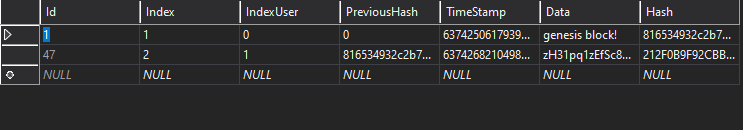 Id Index IndexUser PreviousHash TimeStamp Data Hash
1 1 0 0 6374250617939... genesis block! 816534932c2b7...
47 2 1 816534932c2b7... 6374268210498... zH31pq1zEfSc8... 212F0B9F92CBB...
NULL NULL NULL NULL NULL NULL NULL